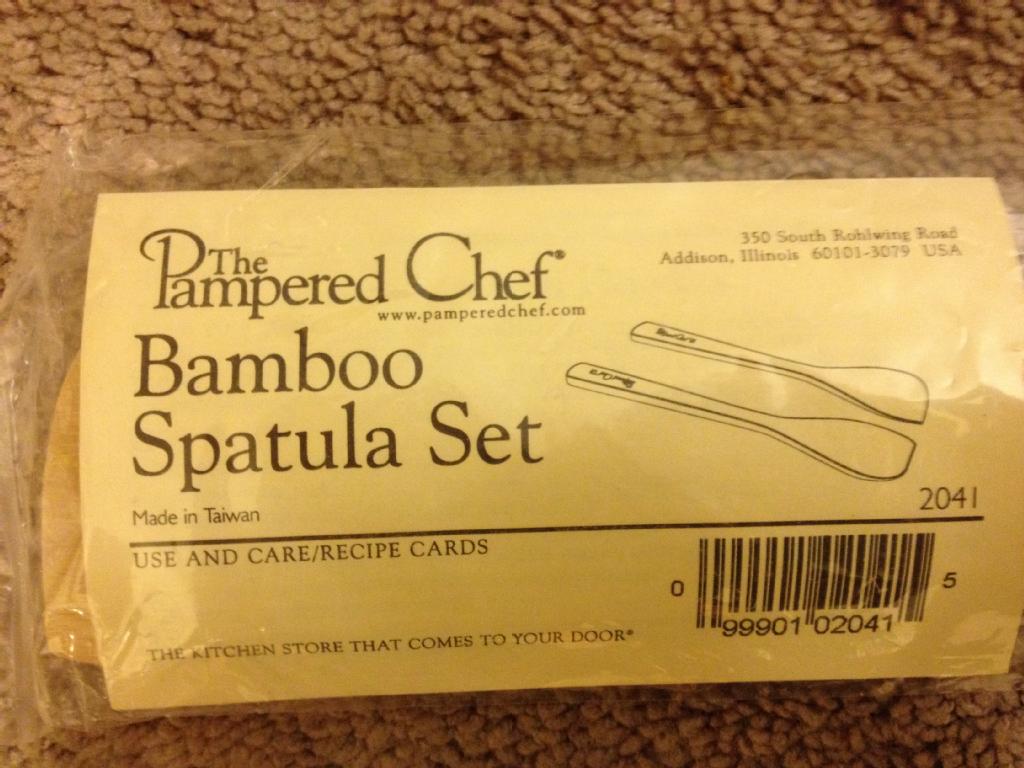 The
Pampered Chef®
www.pamperedchef.com
350 South Rohlwing Road
Addison, Illinois 60101-3079 USA
Bamboo
Spatula Set
Made in Taiwan
2041
USE AND CARE/RECIPE CARDS
0 99901 02041 5
THE KITCHEN STORE THAT COMES TO YOUR DOOR®